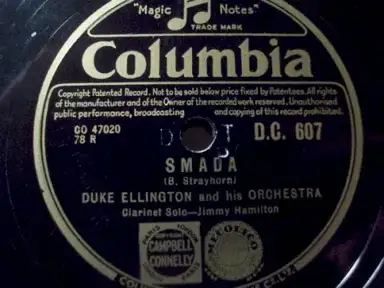 "Magic Notes"
TRADE MARK
Columbia
Copyright Patented Record. Not to be sold below price fixed by Patentees. All rights
of the manufacturer and of the Owner of the recorded work reserved. Unauthorised
public performance, broadcasting and copying of this record prohibited.
CO 47020
78 R
D.C. 607
SMADA
(B. Strayhorn)
DUKE ELLINGTON and his ORCHESTRA
Clarinet Solo—Jimmy Hamilton
CAMPBELL
CONNELLY